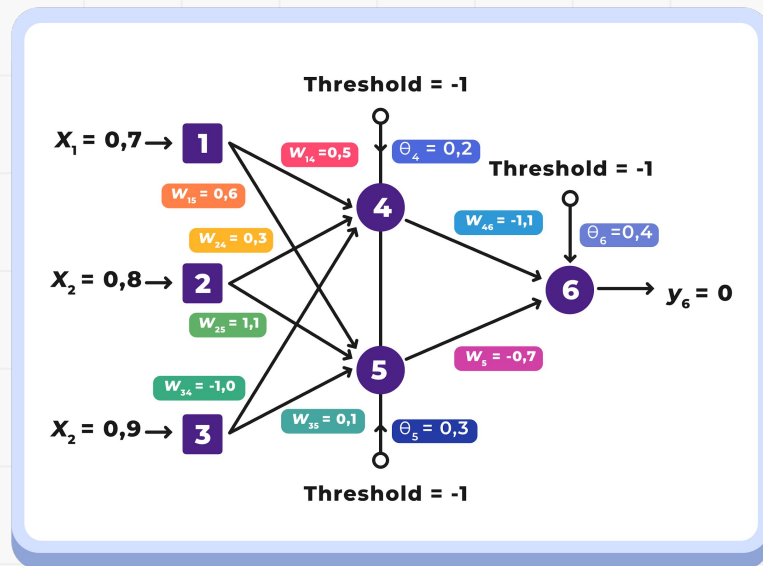 Threshold = -1
X₁ = 0,7
1
W₁₄ =0,5
θ₄ = 0,2
Threshold = -1
W₁₅ = 0,6
4
W₄₆ = -1,1
θ₆ =0,4
W₂₄ = 0,3
X₂ = 0,8
2
6
y₆ = 0
W₂₅ = 1,1
W₅ = -0,7
5
W₃₄ = -1,0
X₂ = 0,9
3
W₃₅ = 0,1
θ₅ = 0,3
Threshold = -1